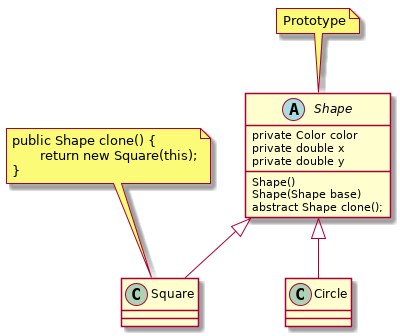 Prototype
A Shape
private Color color
private double x
private double y
Shape()
Shape(Shape base)
abstract Shape clone();
public Shape clone() {
return new Square(this);
}
C Square
C Circle